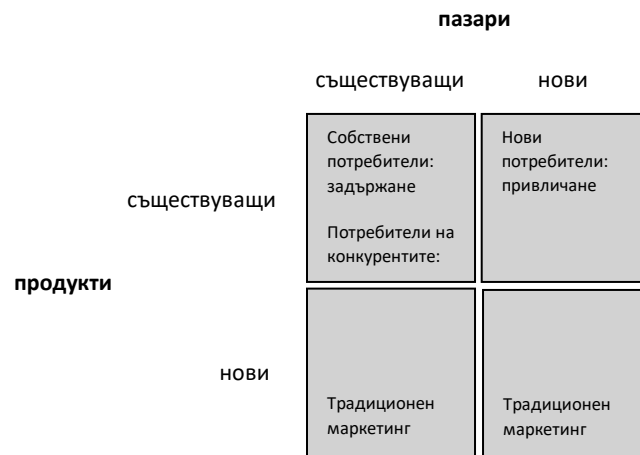 пазари
съществуващи
нови
Собствени
потребители:
задържане
Потребители на
конкурентите:
Нови
потребители:
привличане
съществуващи
продукти
нови
Традиционен
маркетинг
Традиционен
маркетинг